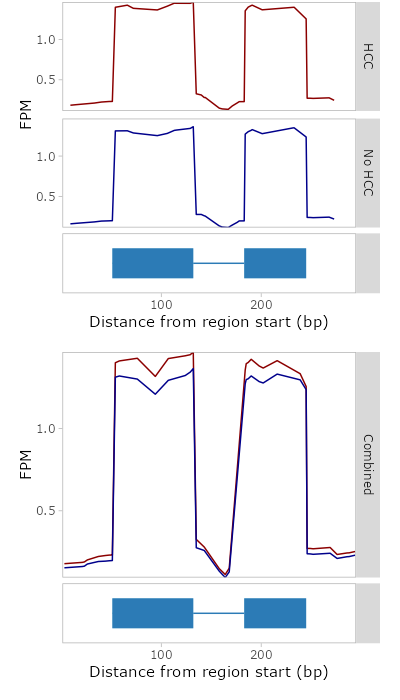 HCC
1.0
0.5
FPM
No HCC
1.0
0.5
100 200
Distance from region start (bp)
Combined
1.0
FPM
0.5
100 200
Distance from region start (bp)